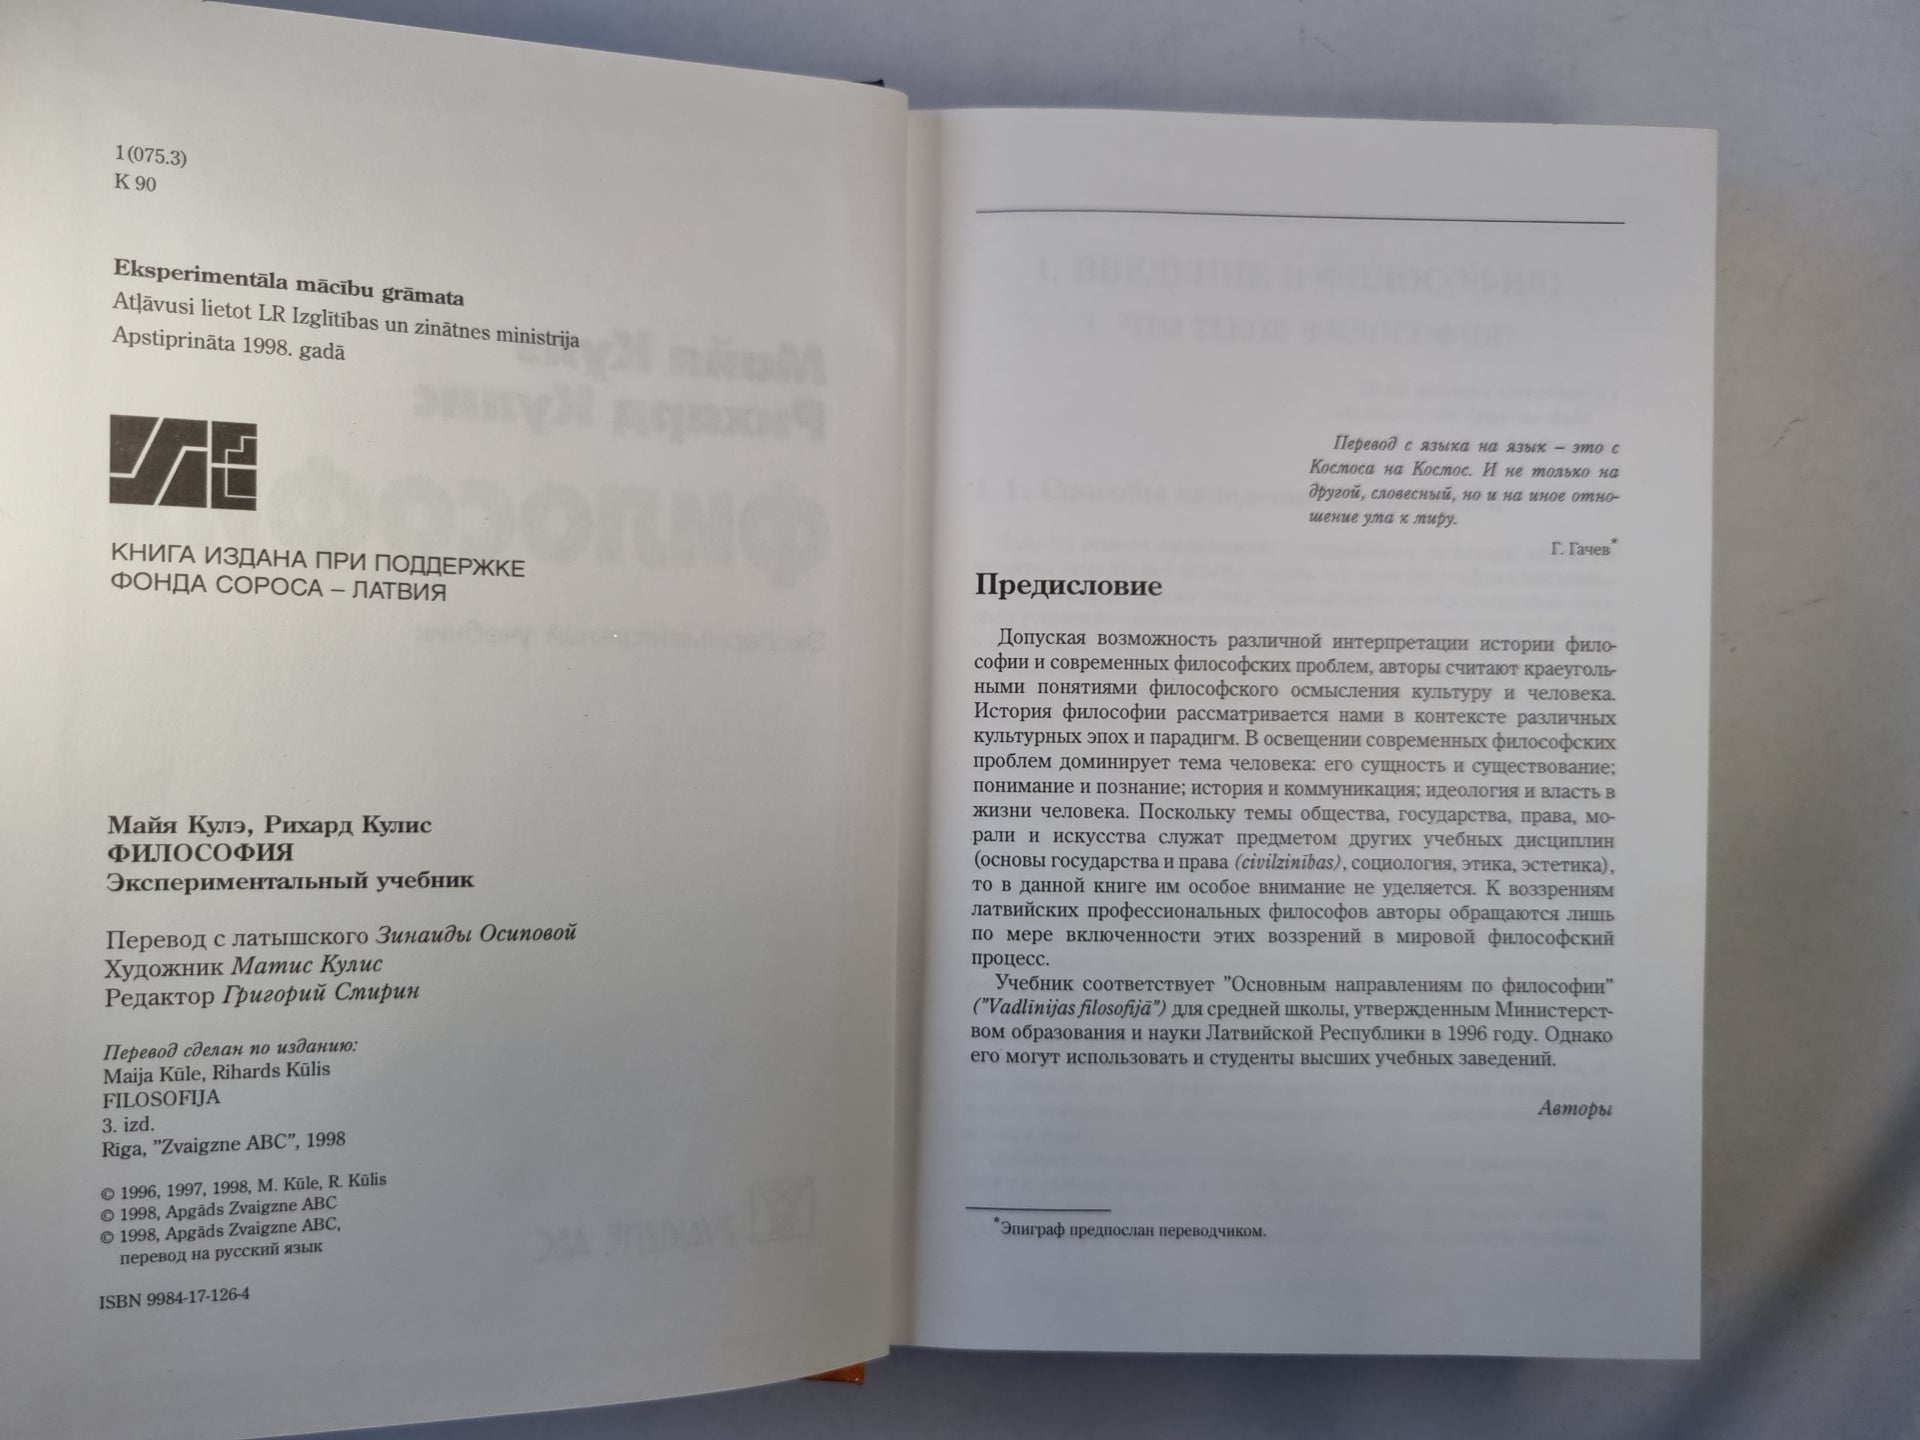 1(075.3)
К 90
Eksperimentāla mācību grāmata
Atļāvusi lietot LR Izglītības un zinātnes ministrija
Apstiprināta 1998. gadā
КНИГА ИЗДАНА ПРИ ПОДДЕРЖКЕ
ФОНДА СОРОСА – ЛАТВИЯ
Майя Кулэ, Рихард Кулис
ФИЛОСОФИЯ
Экспериментальный учебник
Перевод с латышского Зинаиды Осиповой
Художник Матис Кулис
Редактор Григорий Смирин
Перевод сделан по изданию:
Maija Kūle, Rihards Kūlis
FILOSOFIJA
3. izd.
Rīga, ”Zvaigzne ABC”, 1998
© 1996, 1997, 1998, M. Kūle, R. Kūlis
© 1998, Apgāds Zvaigzne ABC
© 1998, Apgāds Zvaigzne ABC,
перевод на русский язык
ISBN 9984-17-126-4
Перевод с языка на язык – это с
Космоса на Космос. И не только на
другой, словесный, но и на иное отно-
шение ума к миру.
Г. Гачев*
Предисловие
Допуская возможность различной интерпретации истории фило-
софии и современных философских проблем, авторы считают краеуголь-
ными понятиями философского осмысления культуру и человека.
История философии рассматривается нами в контексте различных
культурных эпох и парадигм. В освещении современных философских
проблем доминирует тема человека: его сущность и существование;
понимание и познание; история и коммуникация; идеология и власть в
жизни человека. Поскольку темы общества, государства, права, мо-
рали и искусства служат предметом других учебных дисциплин
(основы государства и права (civilzinības), социология, этика, эстетика),
то в данной книге им особое внимание не уделяется. К воззрениям
латвийских профессиональных философов авторы обращаются лишь
по мере включенности этих воззрений в мировой философский
процесс.
Учебник соответствует ”Основным направлениям по философии”
(”Vadlīnijas filosofijā”) для средней школы, утвержденным Министерст-
вом образования и науки Латвийской Республики в 1996 году. Однако
его могут использовать и студенты высших учебных заведений.
Авторы
*Эпиграф предпослан переводчиком.